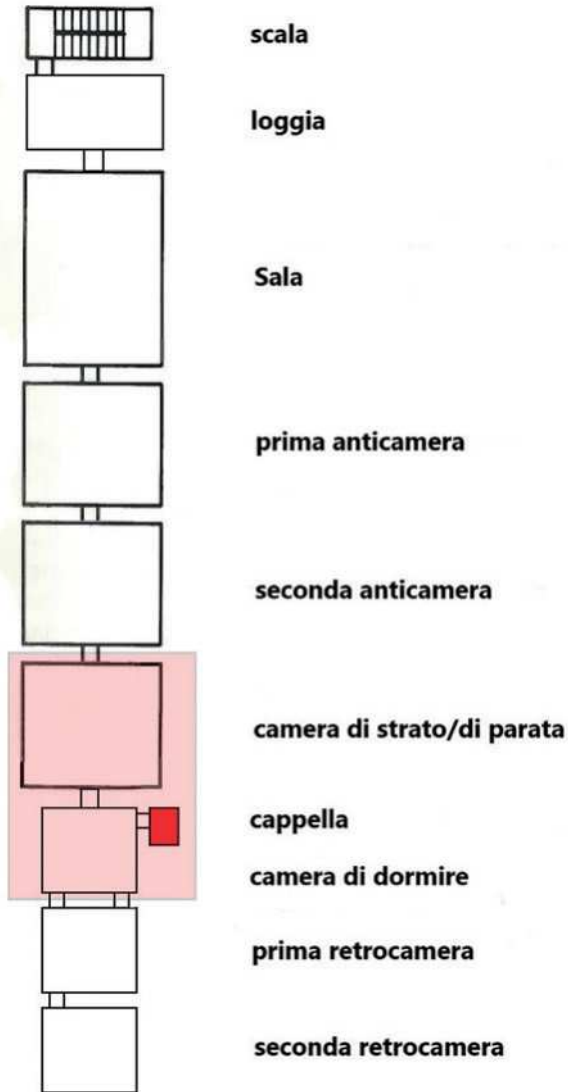 scala
loggia
Sala
prima anticamera
seconda anticamera
camera di strato/di parata
cappella
camera di dormire
prima retrocamera
seconda retrocamera